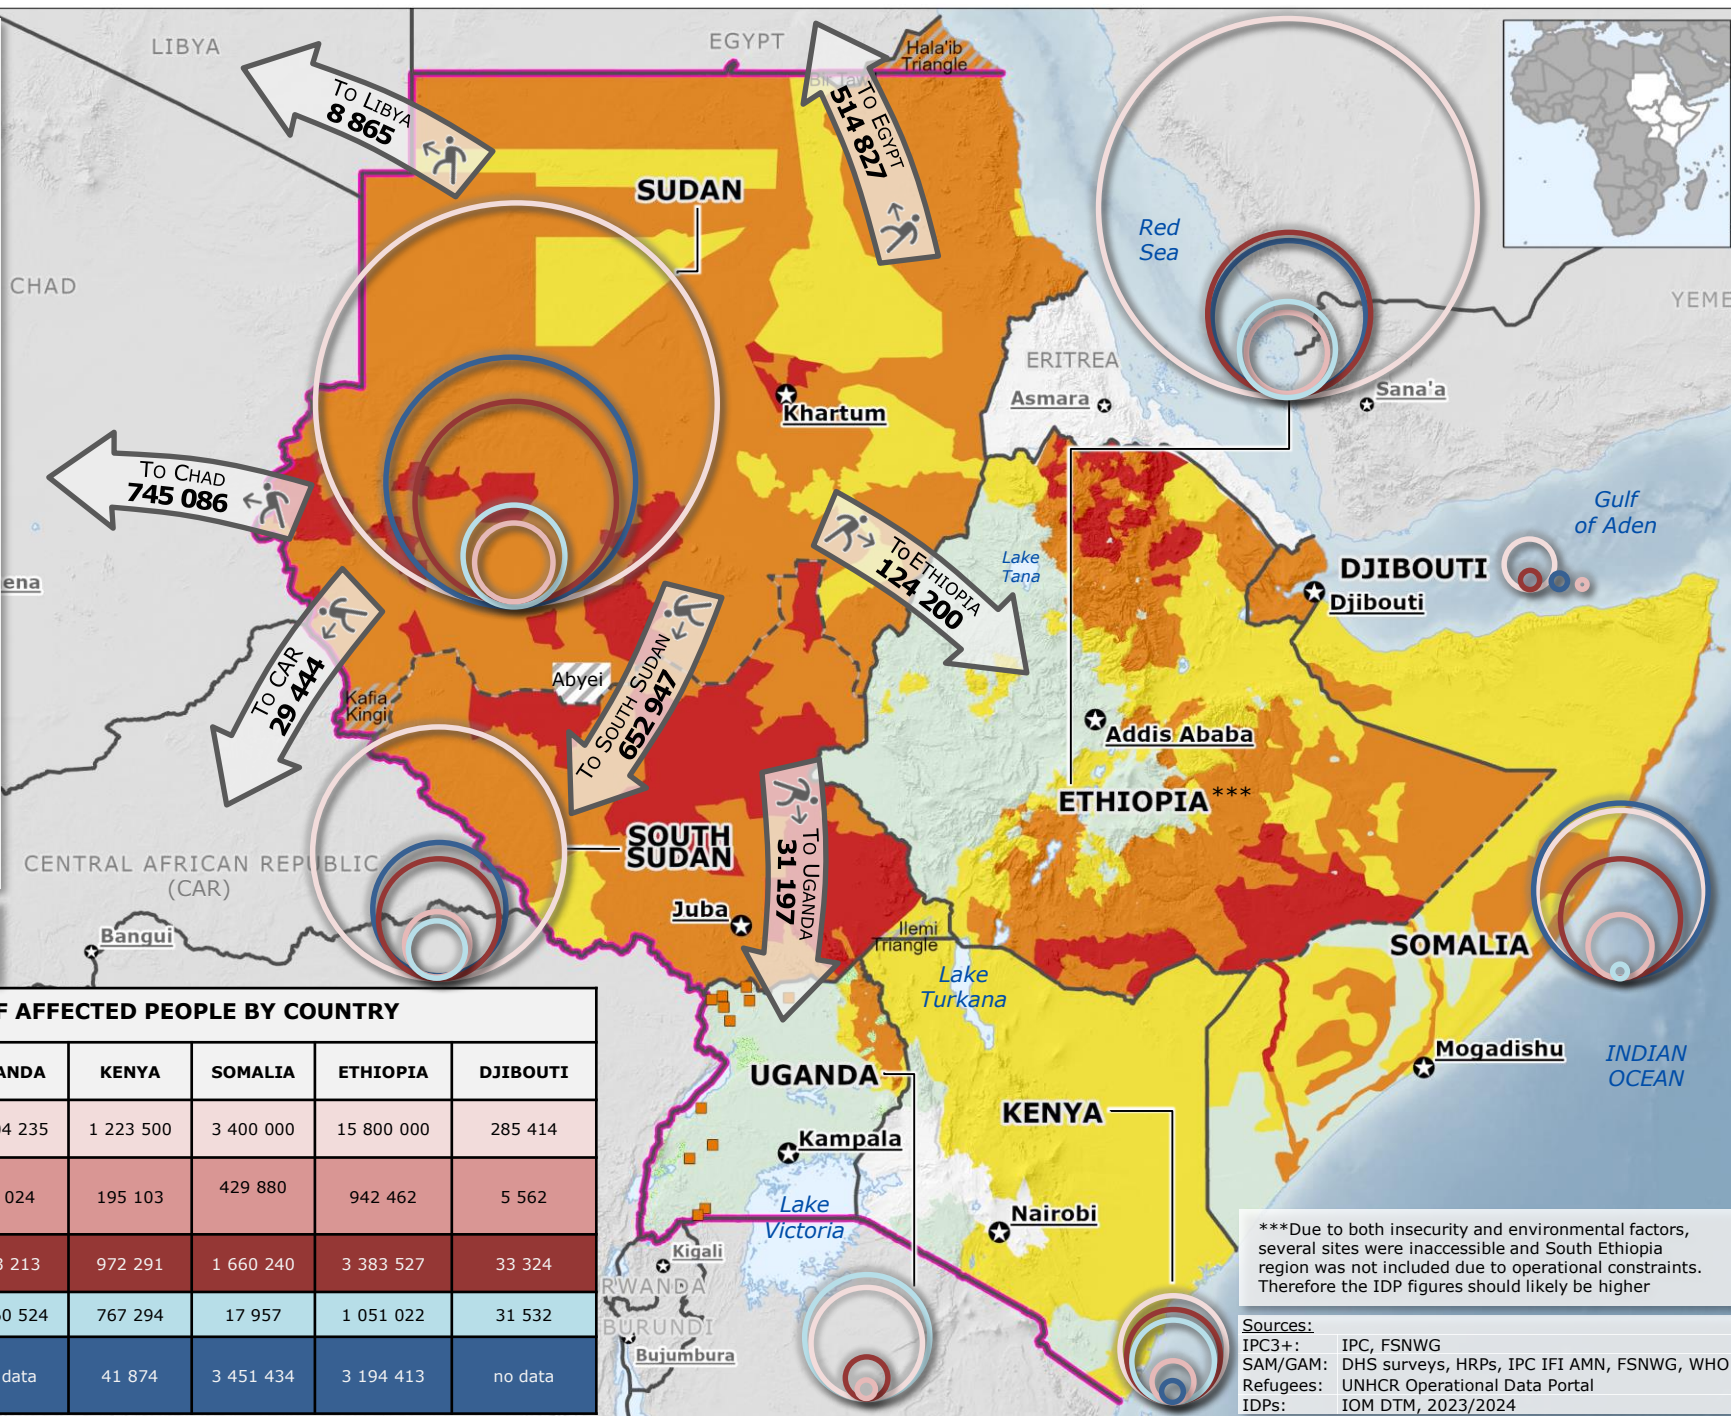 LIBYA
EGYPT
Hala'ib
Triangle
TO LIBYA
8 865
TO EGYPT
514 827
SUDAN
Red
Sea
CHAD
YEME
ERITREA
Asmara
Sana'a
Khartum
TO CHAD
745 086
Gulf
of Aden
TO ETHIOPIA
124 200
Lake
Tana
DJIBOUTI
Djibouti
ena
TO CAR
29 444
Kafia
Kingi
Abyei
TO SOUTH SUDAN
652 947
Addis Ababa
ETHIOPIA ***
TO UGANDA
31 197
SOUTH
SUDAN
CENTRAL AFRICAN REPUBLIC
(CAR)
Juba
Bangui
Ilemi
Triangle
SOMALIA
Lake
Turkana
Mogadishu
INDIAN
OCEAN
UGANDA
KENYA
Kampala
Lake
Victoria
Nairobi
Kigali
RWANDA
BURUNDI
Bujumbura
F AFFECTED PEOPLE BY COUNTRY
ANDA KENYA SOMALIA ETHIOPIA DJIBOUTI
4 235 1 223 500 3 400 000 15 800 000 285 414
024 195 103 429 880 942 462 5 562
213 972 291 1 660 240 3 383 527 33 324
0 524 767 294 17 957 1 051 022 31 532
data 41 874 3 451 434 3 194 413 no data
***Due to both insecurity and environmental factors,
several sites were inaccessible and South Ethiopia
region was not included due to operational constraints.
Therefore the IDP figures should likely be higher
Sources:
IPC3+: IPC, FSNWG
SAM/GAM: DHS surveys, HRPs, IPC IFI AMN, FSNWG, WHO
Refugees: UNHCR Operational Data Portal
IDPs: IOM DTM, 2023/2024